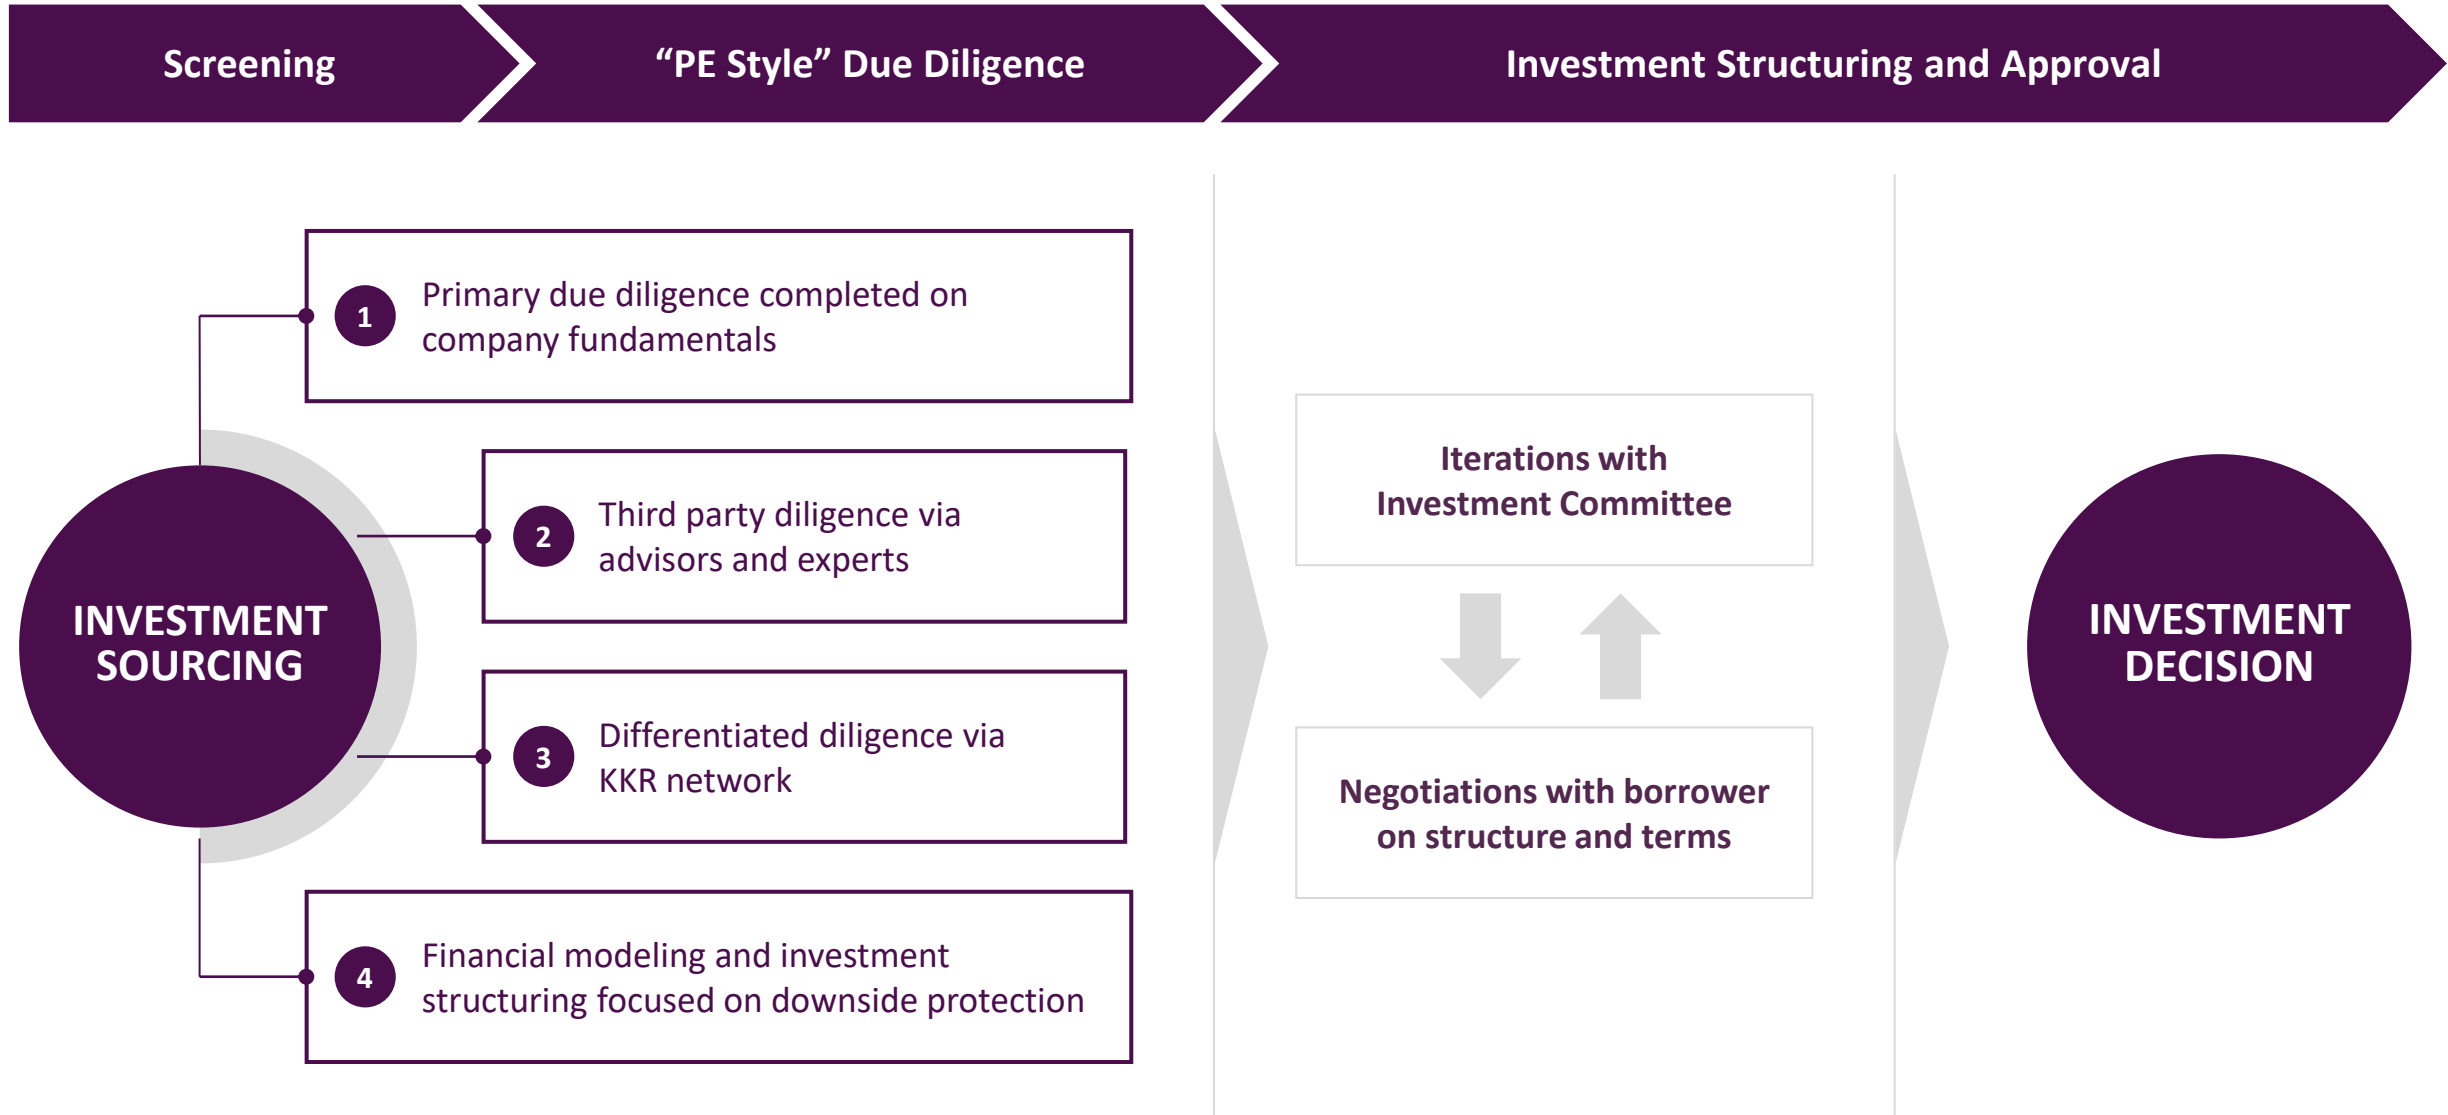 Screening
“PE Style” Due Diligence
Investment Structuring and Approval
INVESTMENT
SOURCING
1
Primary due diligence completed on
company fundamentals
2
Third party diligence via
advisors and experts
3
Differentiated diligence via
KKR network
4
Financial modeling and investment
structuring focused on downside protection
Iterations with
Investment Committee
Negotiations with borrower
on structure and terms
INVESTMENT
DECISION